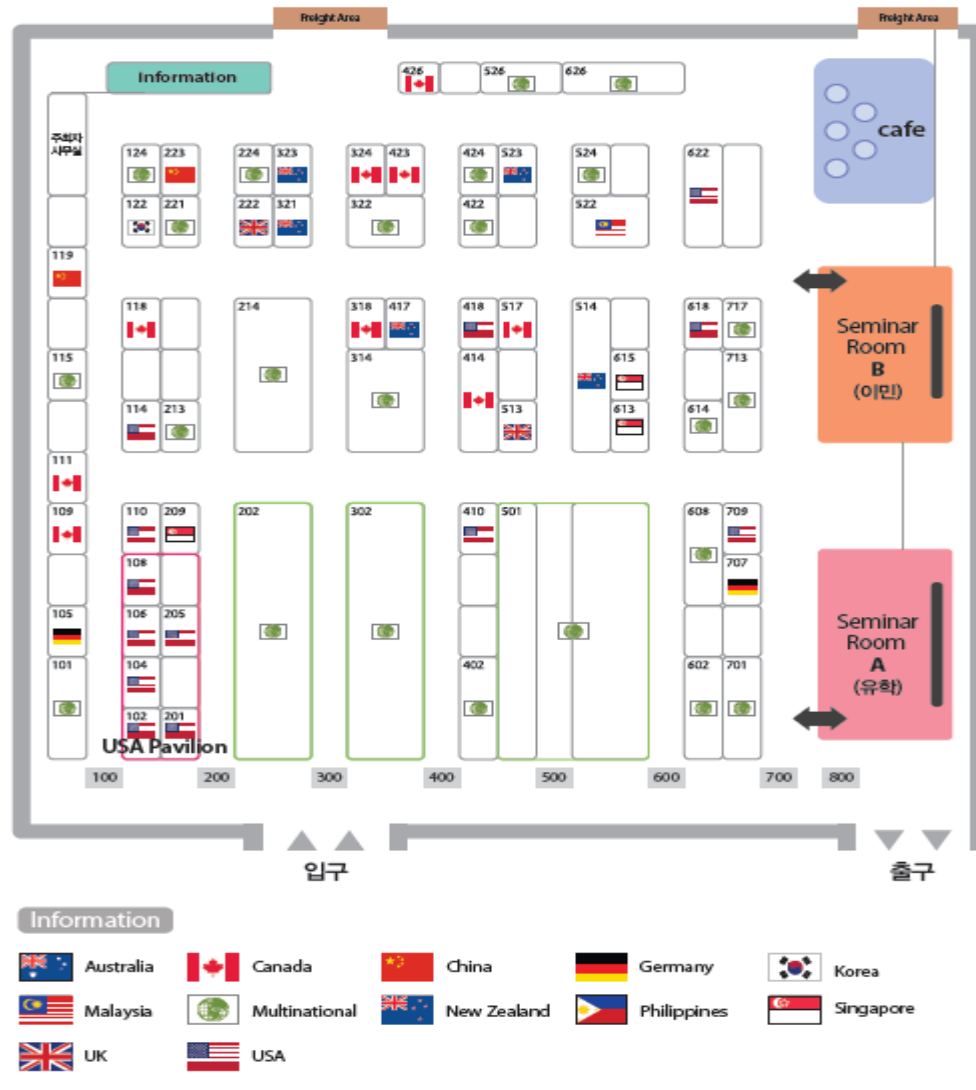 Freight Area
Freight Area
Information
426
526
626
cafe
주최자
사무실
124
223
224
323
324
423
424
523
524
622
122
221
222
321
322
422
522
119
118
214
318
417
418
517
514
618
717
Seminar
Room
B
(이민)
115
314
414
615
713
114
213
513
613
614
111
109
110
209
202
302
410
501
608
709
108
707
105
106
205
Seminar
Room
A
(유학)
101
104
402
602
701
102
201
USA Pavilion
100
200
300
400
500
600
700
800
입구
출구
Information
Australia
Canada
China
Germany
Korea
Malaysia
Multinational
New Zealand
Philippines
Singapore
UK
USA